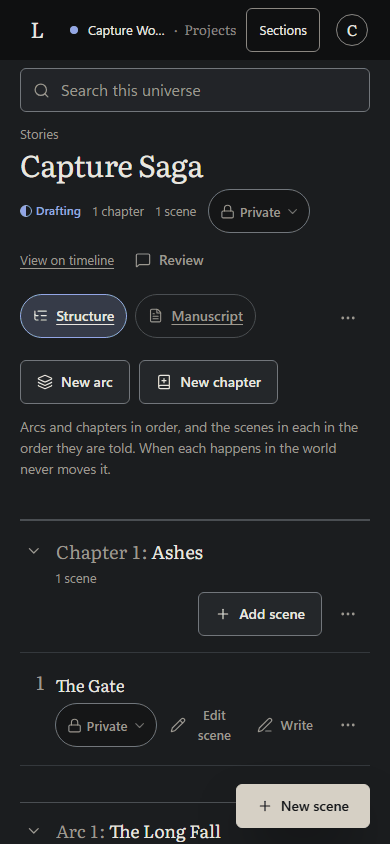 L Capture Wo... · Projects Sections C
Search this universe
Stories
Capture Saga
Drafting 1 chapter 1 scene Private
View on timeline Review
Structure Manuscript ...
New arc New chapter
Arcs and chapters in order, and the scenes in each in the
order they are told. When each happens in the world
never moves it.
Chapter 1: Ashes
1 scene
+ Add scene ...
1 The Gate
Private Edit scene Write ...
+ New scene
Arc 1: The Long Fall